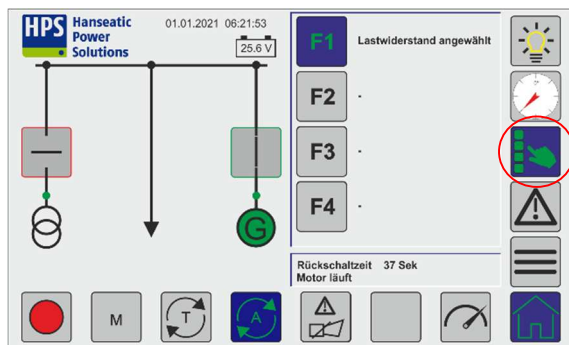 HPS Hanseatic
Power
Solutions
01.01.2021 06:21:53
25.6 V
F1 Lastwiderstand angewählt
F2 -
F3 -
F4 -
G
Rückschaltzeit 37 Sek
Motor läuft
M T A